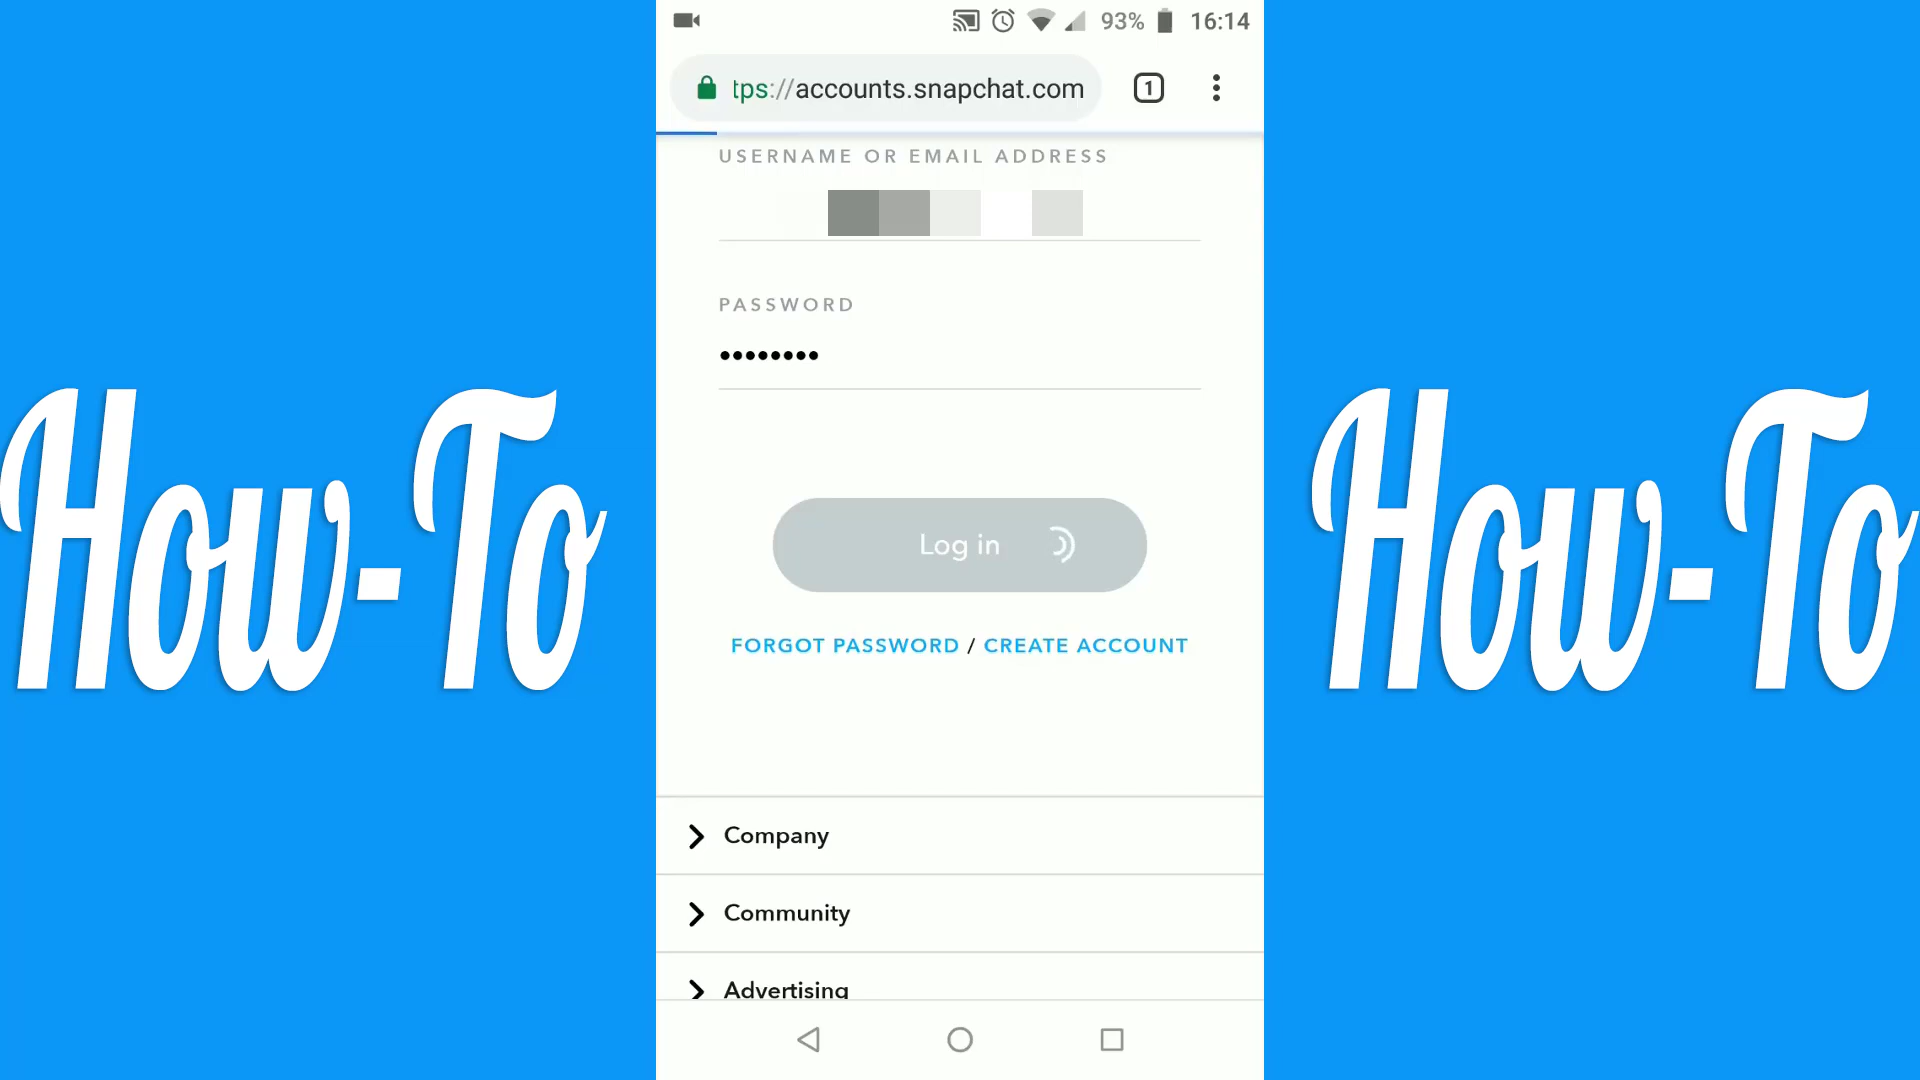 93% 16:14
tps://accounts.snapchat.com 1
USERNAME OR EMAIL ADDRESS
PASSWORD
••••••••
Log in
FORGOT PASSWORD / CREATE ACCOUNT
Company
Community
Advertising
How-To
How-To